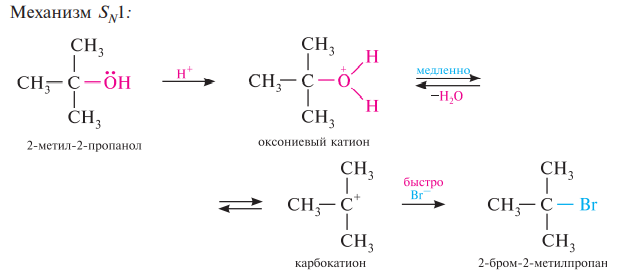 Механизм S_N1:
CH₃
CH₃—C—ÖH
CH₃
2-метил-2-пропанол
H⁺
CH₃
CH₃—C—O⁺
H
H
CH₃
оксониевый катион
медленно
−H₂O
CH₃
CH₃—C⁺
CH₃
карбокатион
быстро
Br⁻
CH₃
CH₃—C—Br
CH₃
2-бром-2-метилпропан